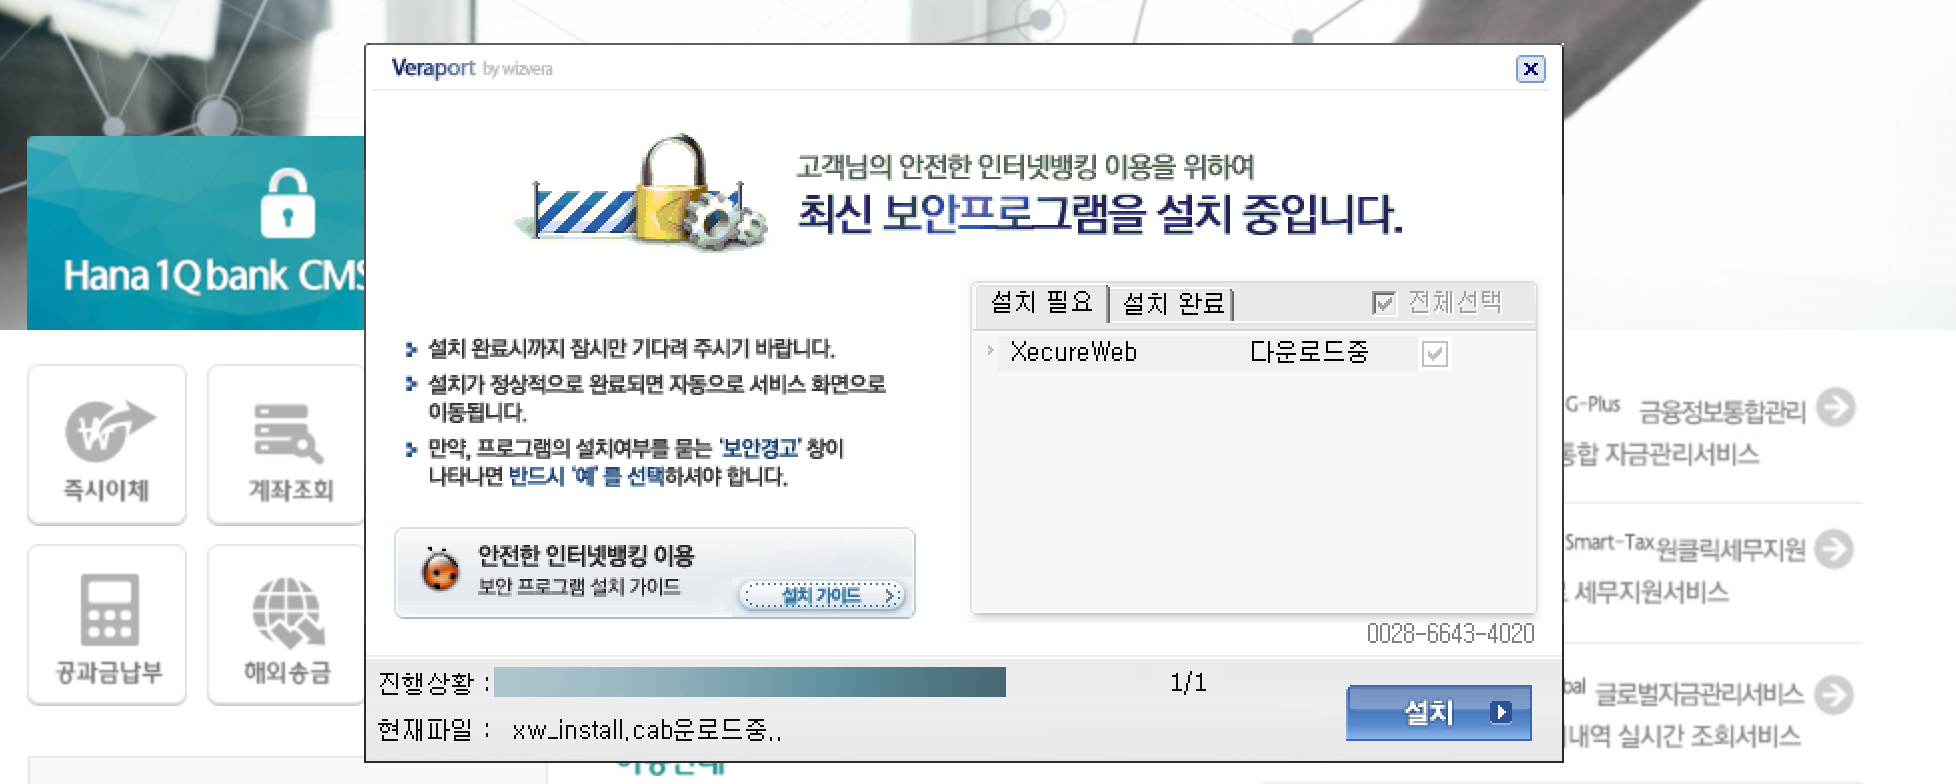 Veraport by wizvera
고객님의 안전한 인터넷뱅킹 이용을 위하여
최신 보안프로그램을 설치 중입니다.
Hana 1Q bank CMS
설치 필요 설치 완료 전체선택
XecureWeb 다운로드중
설치 완료시까지 잠시만 기다려 주시기 바랍니다.
설치가 정상적으로 완료되면 자동으로 서비스 화면으로
이동됩니다.
만약, 프로그램의 설치여부를 묻는 '보안경고' 창이
나타나면 반드시 '예' 를 선택하셔야 합니다.
안전한 인터넷뱅킹 이용
보안 프로그램 설치 가이드
설치 가이드
0028-6643-4020
진행상황 : 1/1
현재파일 : xw_install.cab운로드중..
설치
즉시이체
계좌조회
공과금납부
해외송금
G-Plus 금융정보통합관리
통합 자금관리서비스
Smart-Tax 원클릭세무지원
세무지원서비스
bal 글로벌자금관리서비스
내역 실시간 조회서비스